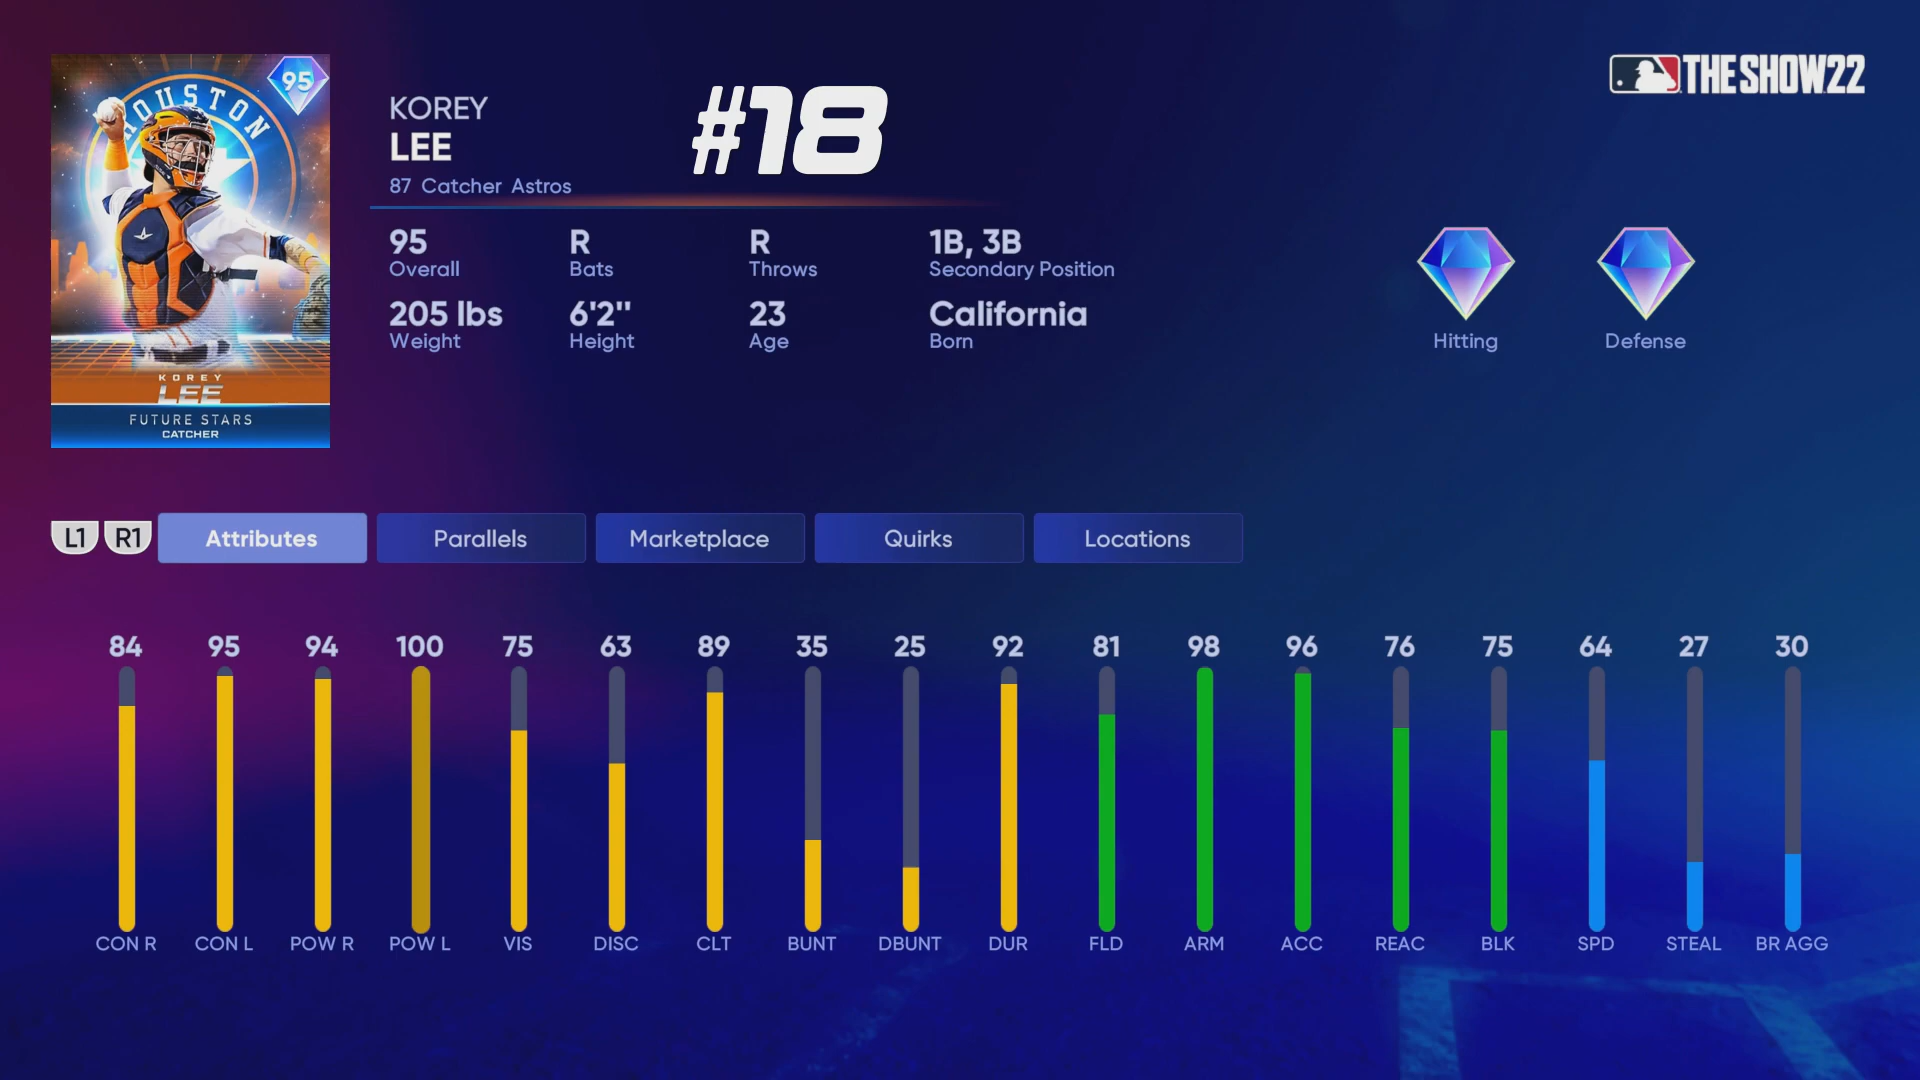 HOUSTON
95
KOREY
LEE
FUTURE STARS
CATCHER
KOREY
LEE
87 Catcher Astros
#18
THE SHOW22
95
Overall
R
Bats
R
Throws
1B, 3B
Secondary Position
205 lbs
Weight
6'2"
Height
23
Age
California
Born
Hitting
Defense
L1 R1 Attributes Parallels Marketplace Quirks Locations
84 95 94 100 75 63 89 35 25 92 81 98 96 76 75 64 27 30
CON R CON L POW R POW L VIS DISC CLT BUNT DBUNT DUR FLD ARM ACC REAC BLK SPD STEAL BR AGG